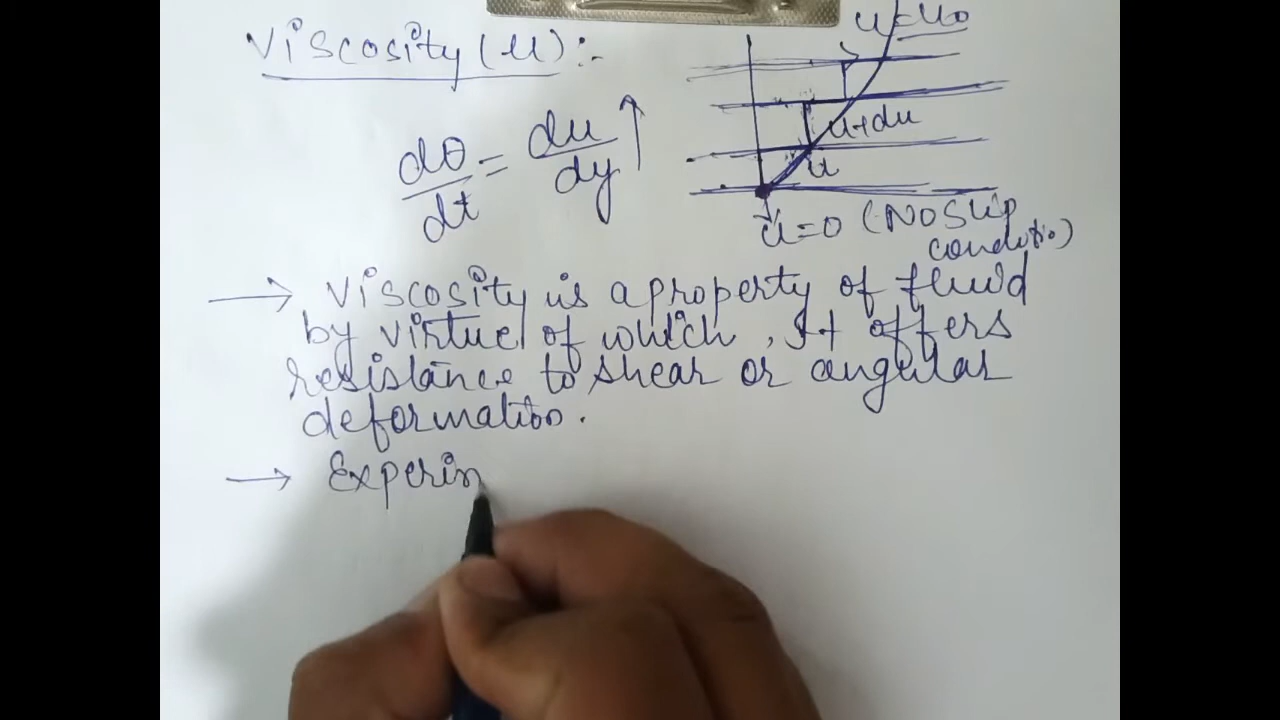 Viscosity (μ) :-
u = u₀
dθ/dt = du/dy ↑
u+du
u
u=0 (No Slip
condition)
→ Viscosity is a property of fluid
by virtue of which , It offers
resistance to shear or angular
deformation.
→ Experim